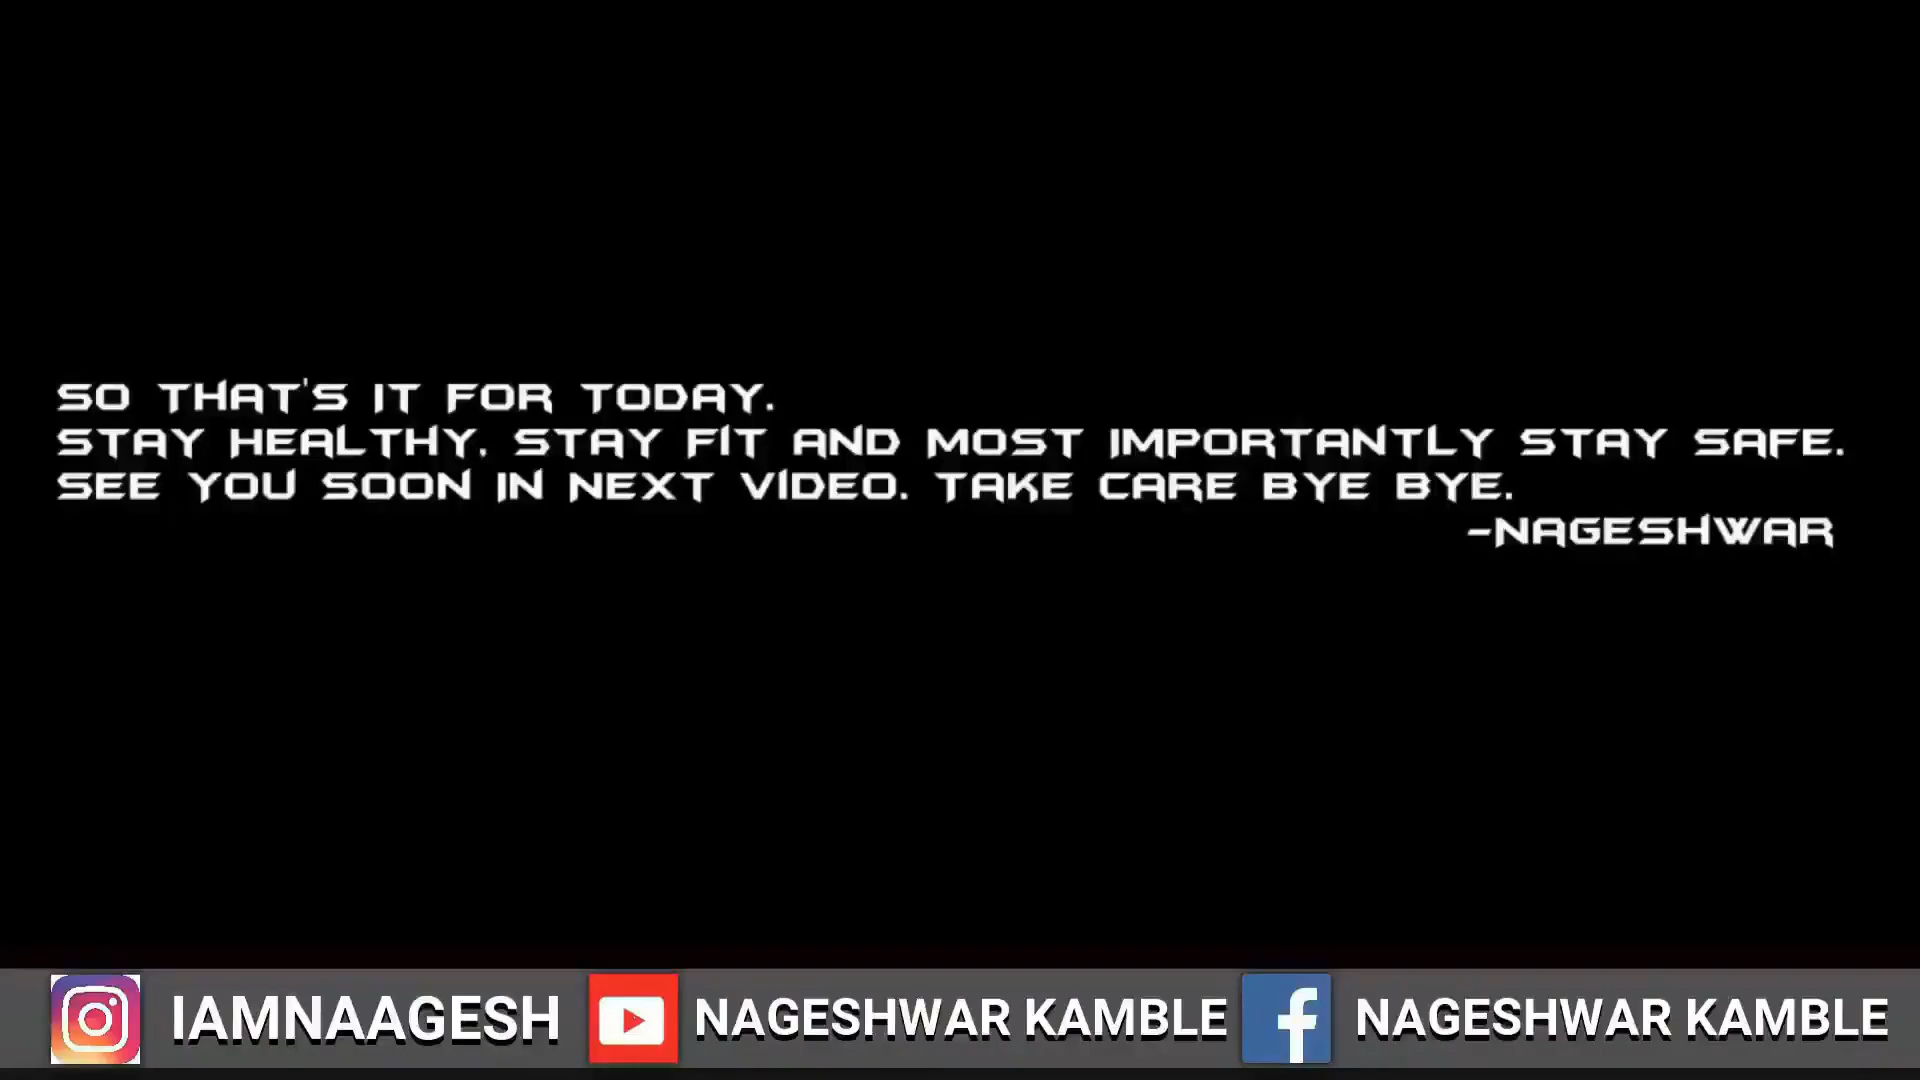 SO THAT'S IT FOR TODAY.
STAY HEALTHY, STAY FIT AND MOST IMPORTANTLY STAY SAFE.
SEE YOU SOON IN NEXT VIDEO. TAKE CARE BYE BYE.
-NAGESHWAR
IAMNAAGESH NAGESHWAR KAMBLE NAGESHWAR KAMBLE